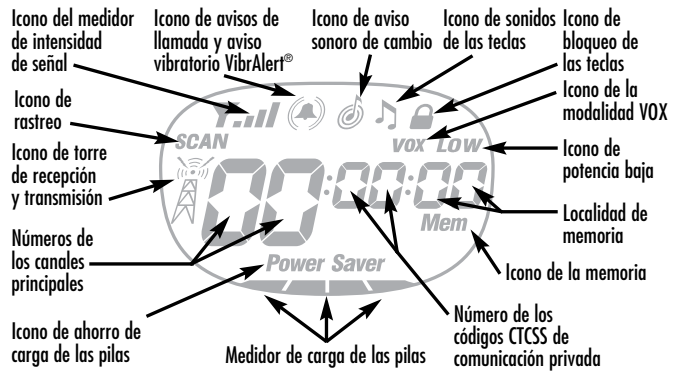 Icono del medidor
de intensidad
de señal
Icono de avisos de
llamada y aviso
vibratorio VibrAlert®
Icono de aviso
sonoro de cambio
Icono de sonidos
de las teclas
Icono de
bloqueo de
las teclas
Icono de la
modalidad VOX
Icono de
rastreo
SCAN
VOX LOW
Icono de
potencia baja
Icono de torre
de recepción
y transmisión
00:00:00
Localidad de
memoria
Mem
Números de
los canales
principales
Power Saver
Icono de la memoria
Icono de ahorro de
carga de las pilas
Medidor de carga de las pilas
Número de los
códigos CTCSS de
comunicación privada